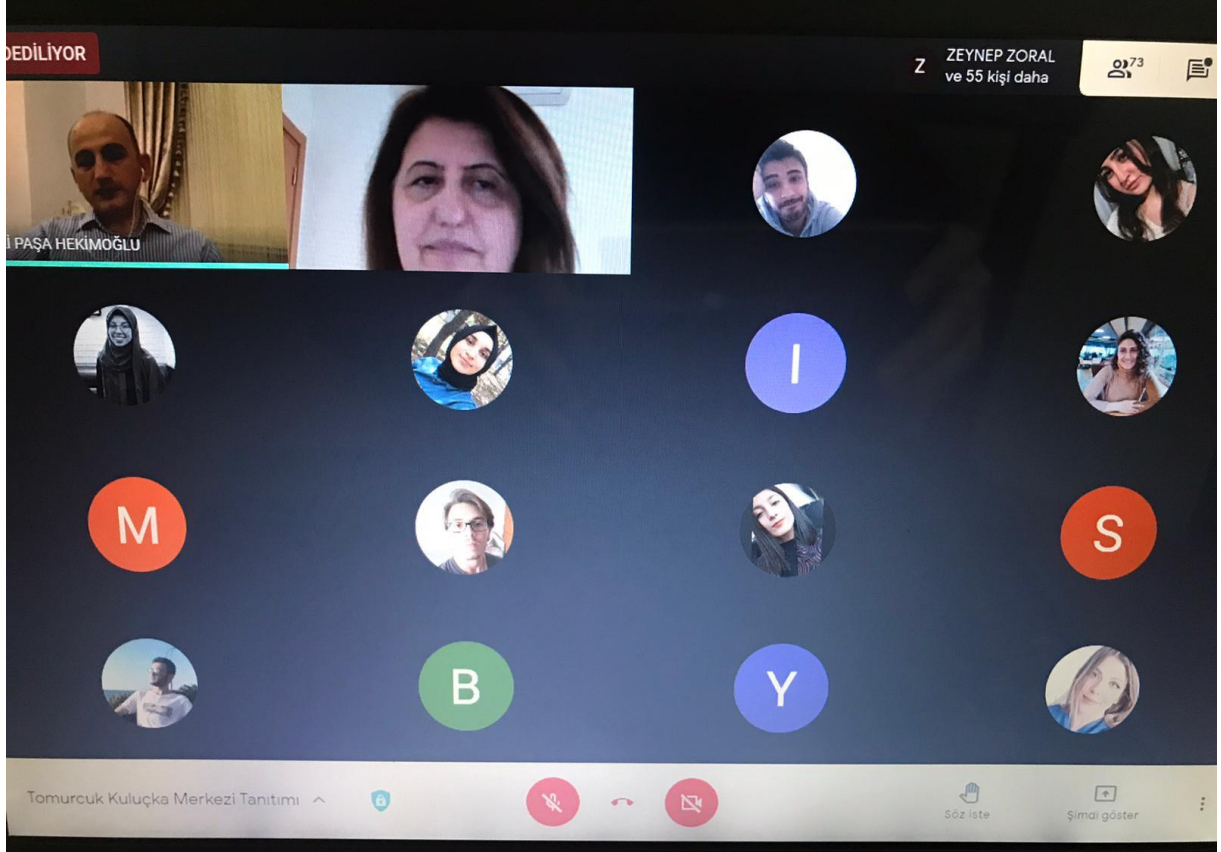 DEDİLİYOR
Z
ZEYNEP ZORAL
ve 55 kişi daha
73
İ PAŞA HEKİMOĞLU
I
M
S
B
Y
Tomurcuk Kuluçka Merkezi Tanıtımı
Söz iste
Şimdi göster